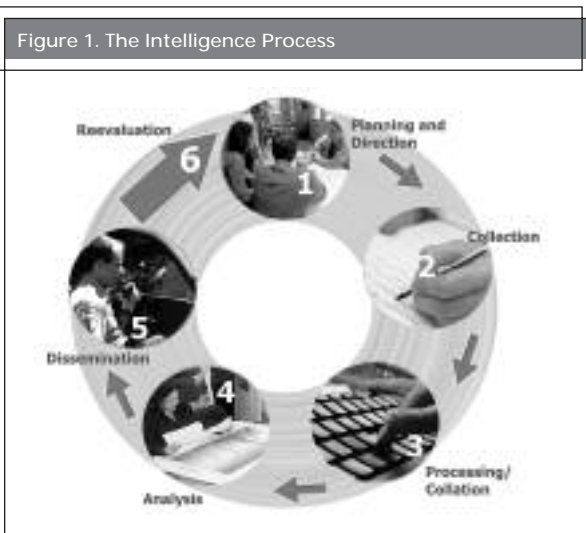 Figure 1. The Intelligence Process
Reevaluation
6
1
Planning and
Direction
2
Collection
3
Processing/
Collation
4
Analysis
5
Dissemination